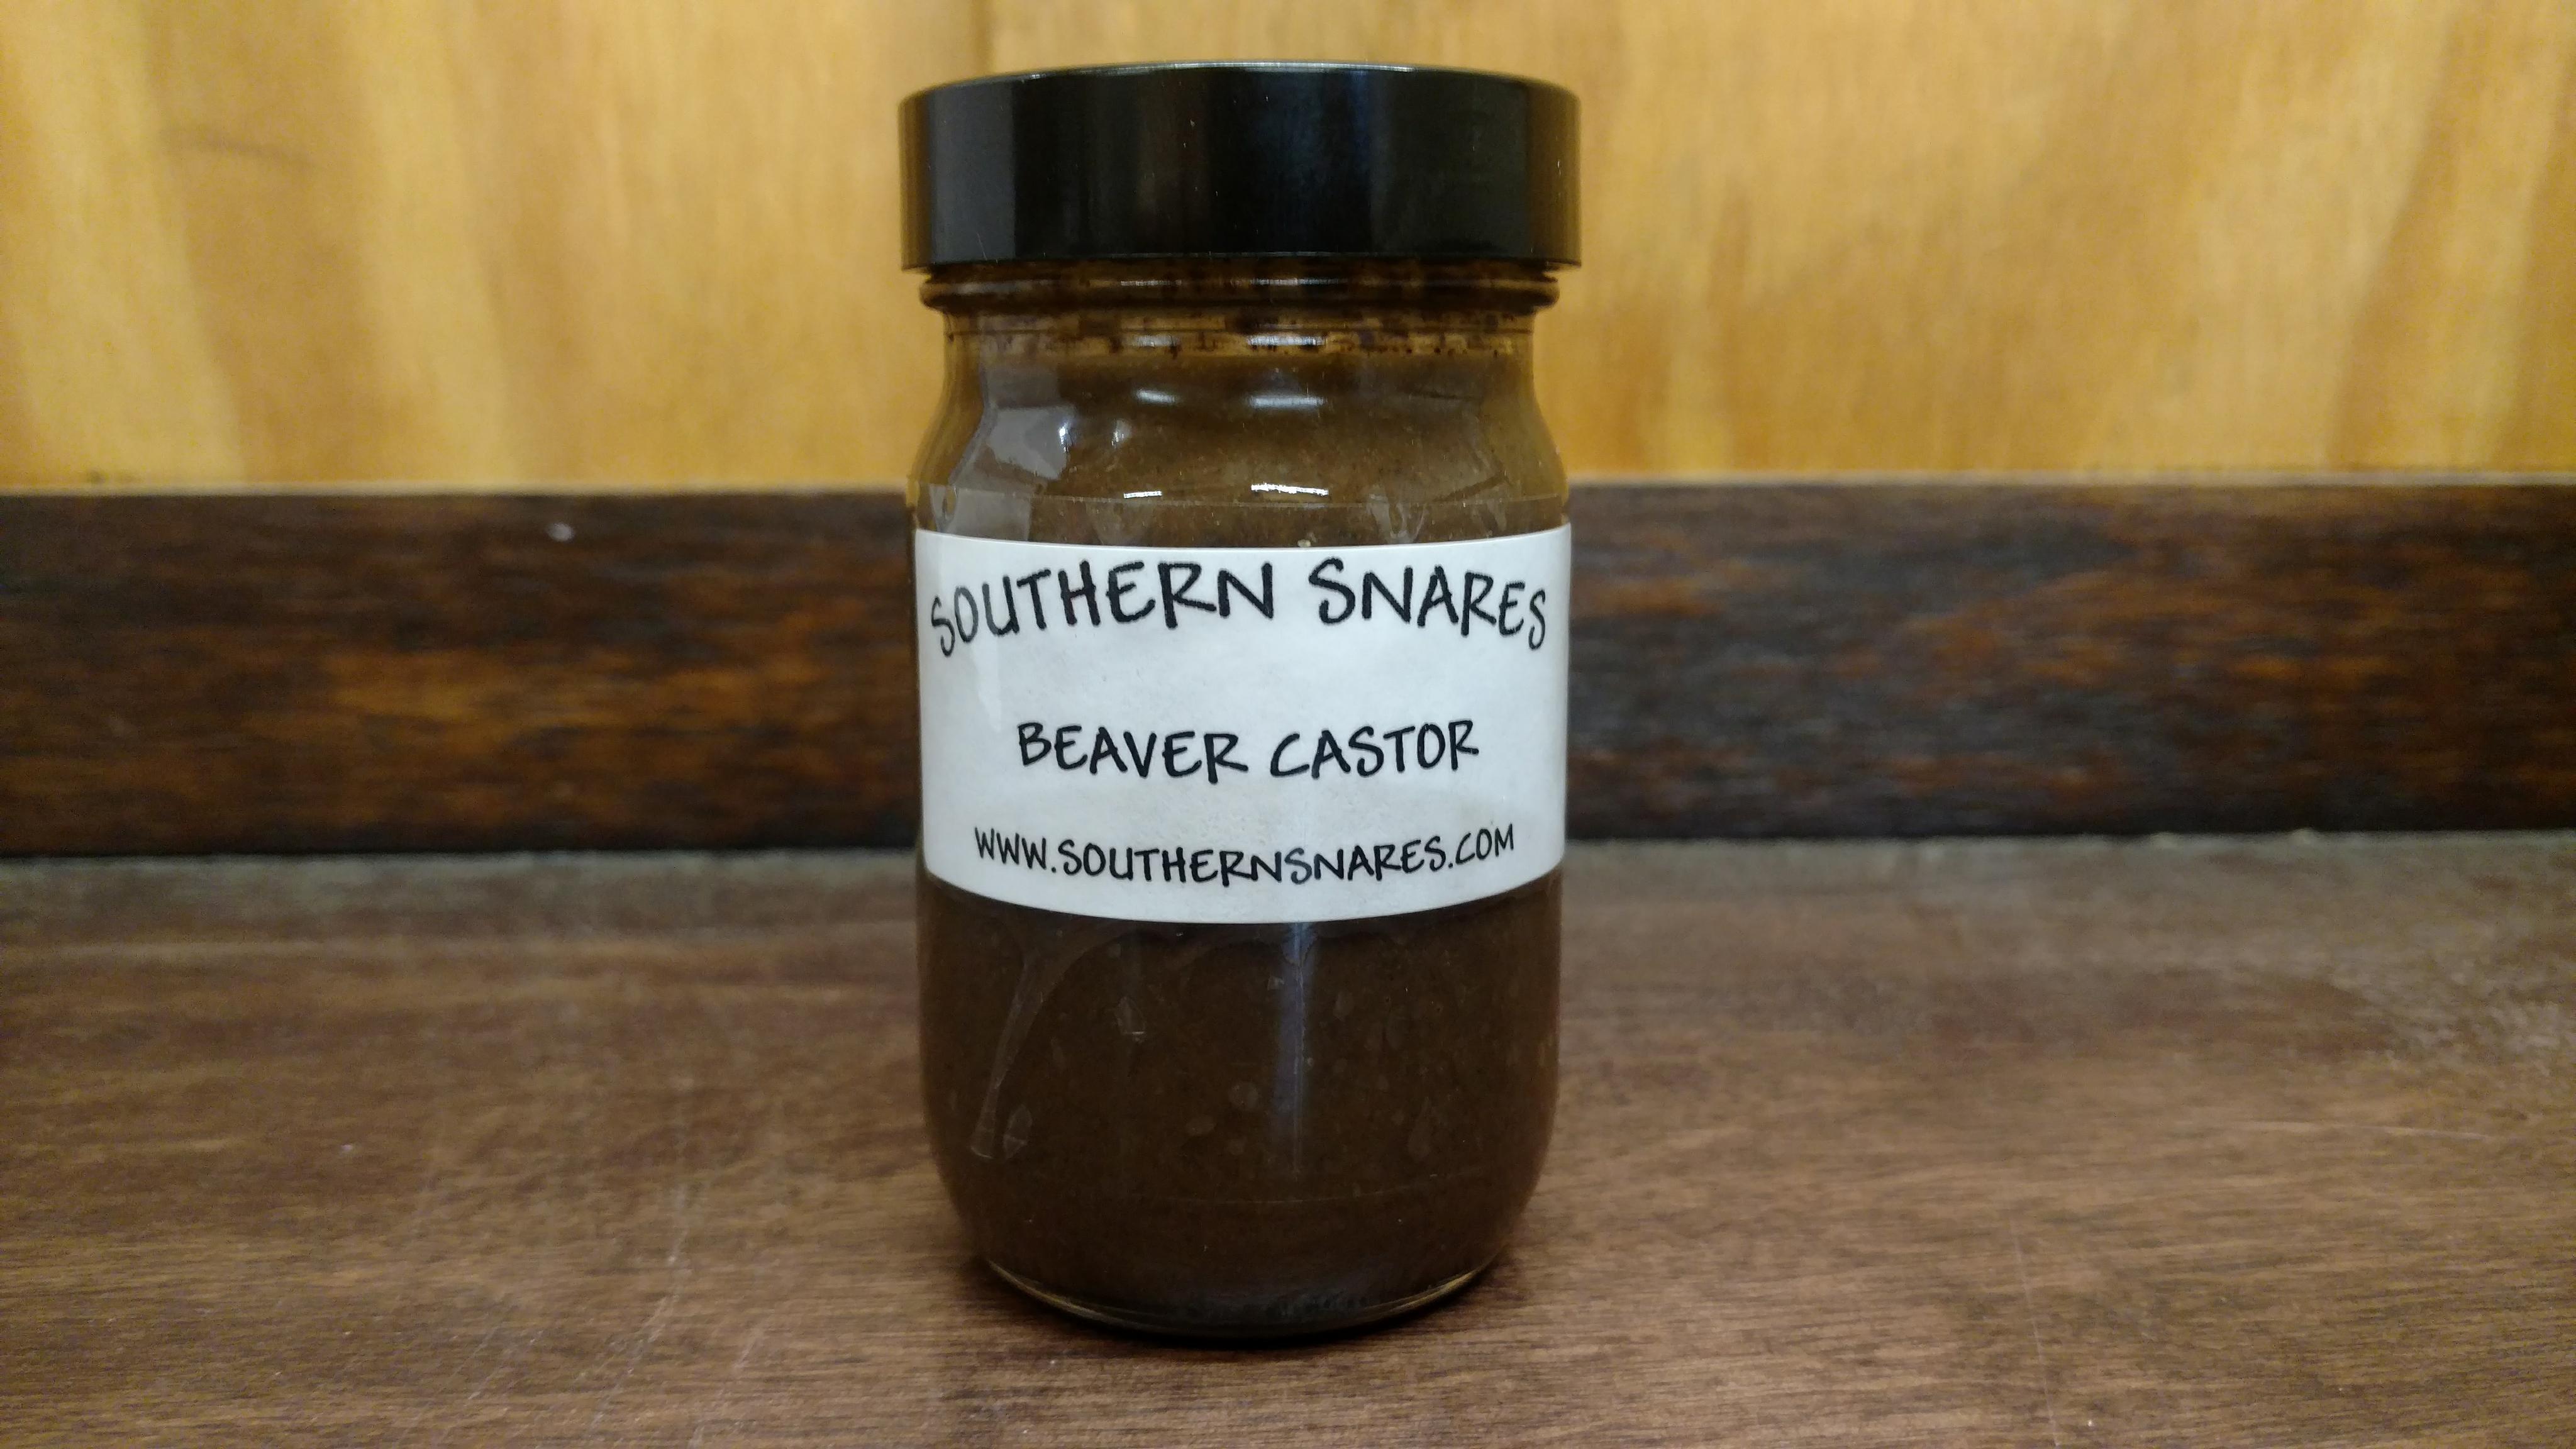 SOUTHERN SNARES
BEAVER CASTOR
WWW.SOUTHERNSNARES.COM